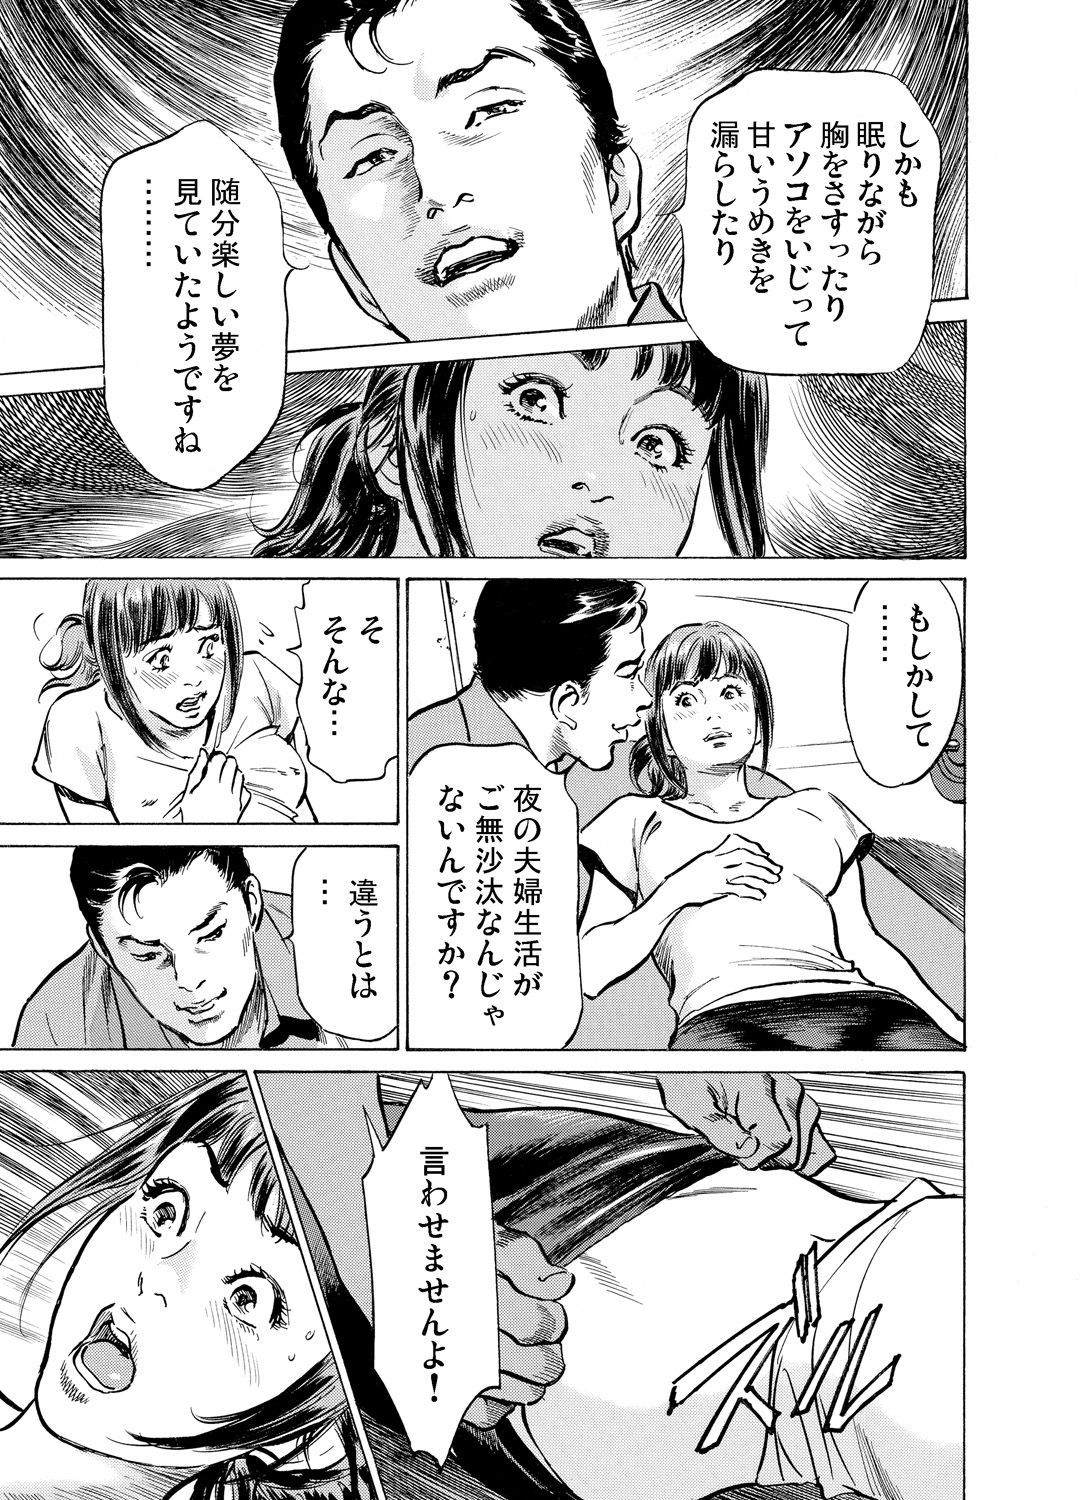 しかも
眠りながら
胸をさすったり
アソコをいじって
甘いうめきを
漏らしたり
随分楽しい夢を
見ていたようですね
………
もしかして
……
夜の夫婦生活が
ご無沙汰なんじゃ
ないんですか?
そ
そんな…
違うとは
…
言わせませんよ!
ズルッ